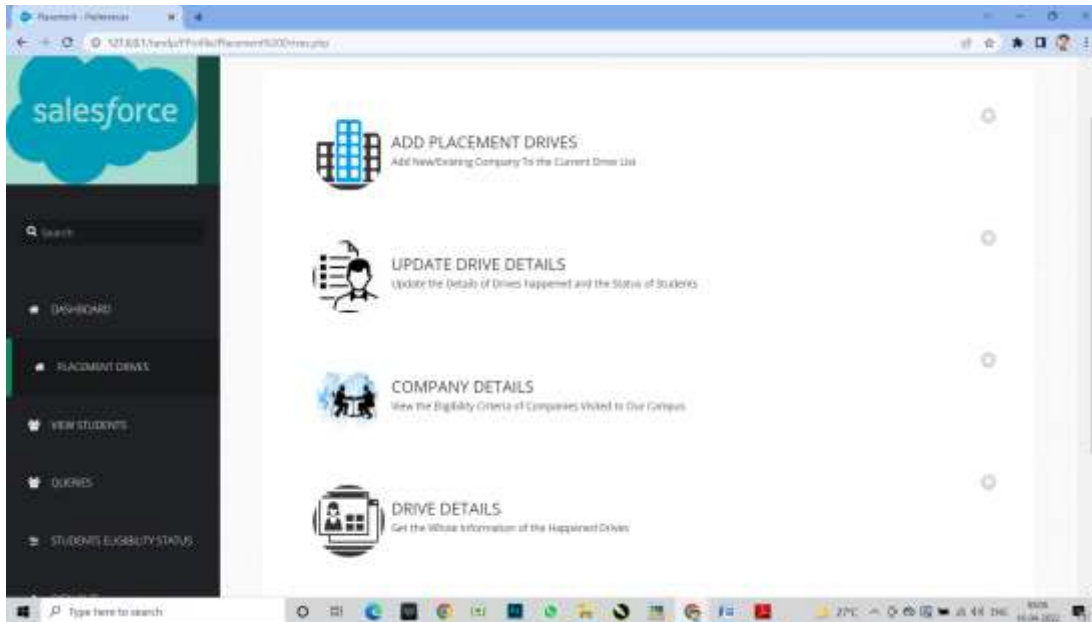 Placement - Preferences
salesforce
Search
DASHBOARD
PLACEMENT DRIVES
VIEW STUDENTS
QUERIES
STUDENTS ELIGIBILITY STATUS
ADD PLACEMENT DRIVES
Add New/Existing Company To the Current Drive List
UPDATE DRIVE DETAILS
Update the Details of Drives Happened and the Status of Students
COMPANY DETAILS
View the Eligibility Criteria of Companies Visited to Our Campus
DRIVE DETAILS
Get the Whole Information of the Happened Drives
Type here to search
27°C
ENG